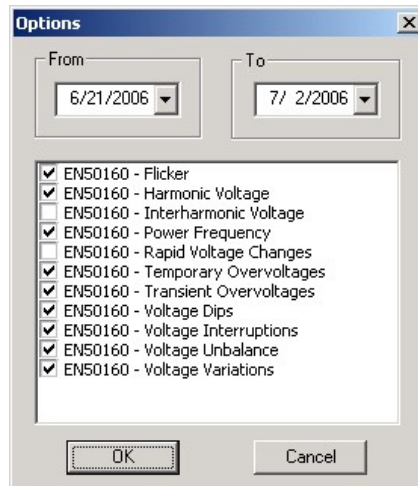 Options
From
To
6/21/2006
7/ 2/2006
EN50160 - Flicker
EN50160 - Harmonic Voltage
EN50160 - Interharmonic Voltage
EN50160 - Power Frequency
EN50160 - Rapid Voltage Changes
EN50160 - Temporary Overvoltages
EN50160 - Transient Overvoltages
EN50160 - Voltage Dips
EN50160 - Voltage Interruptions
EN50160 - Voltage Unbalance
EN50160 - Voltage Variations
OK
Cancel